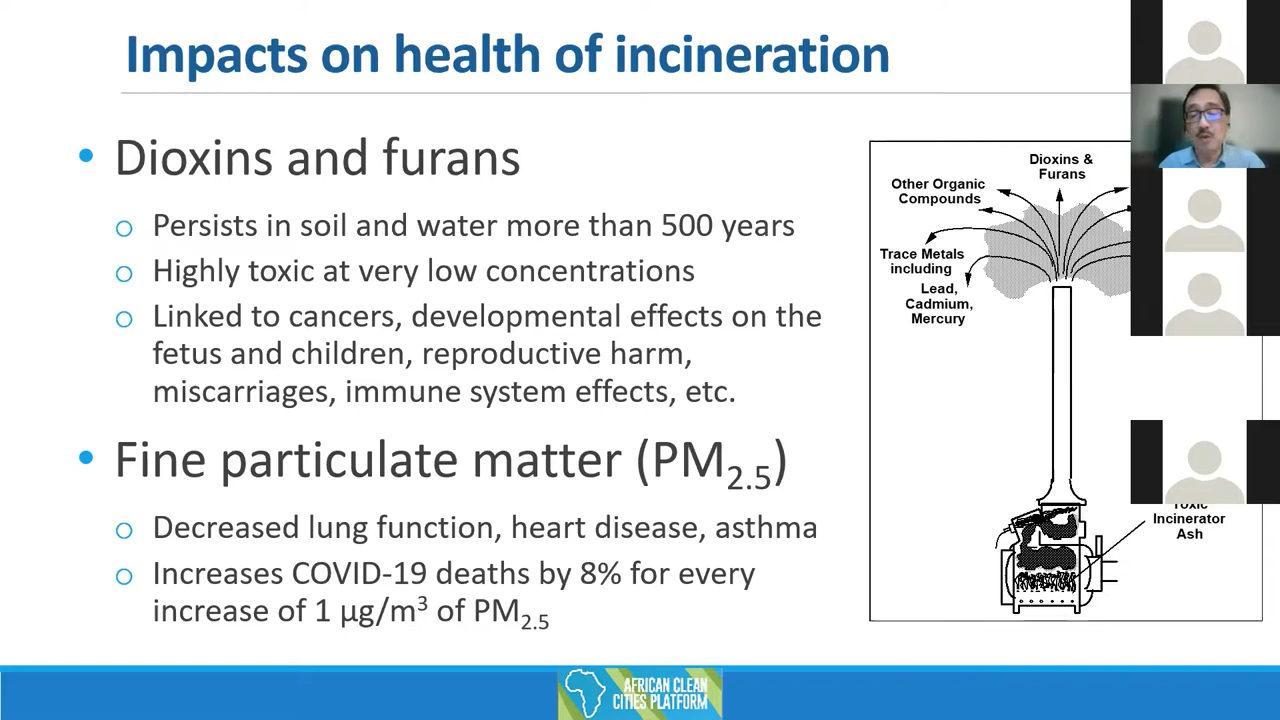 Impacts on health of incineration
• Dioxins and furans
o Persists in soil and water more than 500 years
o Highly toxic at very low concentrations
o Linked to cancers, developmental effects on the
fetus and children, reproductive harm,
miscarriages, immune system effects, etc.
• Fine particulate matter (PM2.5)
o Decreased lung function, heart disease, asthma
o Increases COVID-19 deaths by 8% for every
increase of 1 µg/m³ of PM2.5
Dioxins &
Furans
Other Organic
Compounds
Trace Metals
including
Lead,
Cadmium,
Mercury
Toxic
Incinerator
Ash
AFRICAN CLEAN
CITIES PLATFORM